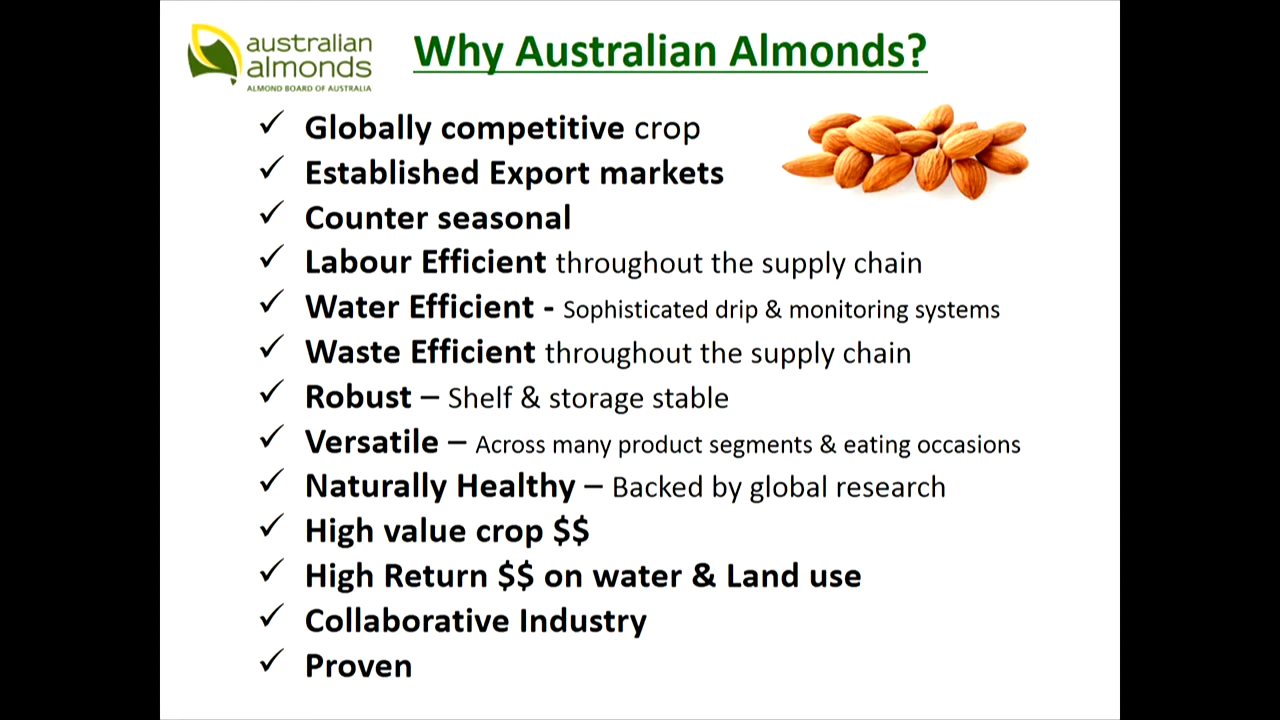 australian
almonds
ALMOND BOARD OF AUSTRALIA
Why Australian Almonds?
✓ Globally competitive crop
✓ Established Export markets
✓ Counter seasonal
✓ Labour Efficient throughout the supply chain
✓ Water Efficient - Sophisticated drip & monitoring systems
✓ Waste Efficient throughout the supply chain
✓ Robust – Shelf & storage stable
✓ Versatile – Across many product segments & eating occasions
✓ Naturally Healthy – Backed by global research
✓ High value crop $$
✓ High Return $$ on water & Land use
✓ Collaborative Industry
✓ Proven